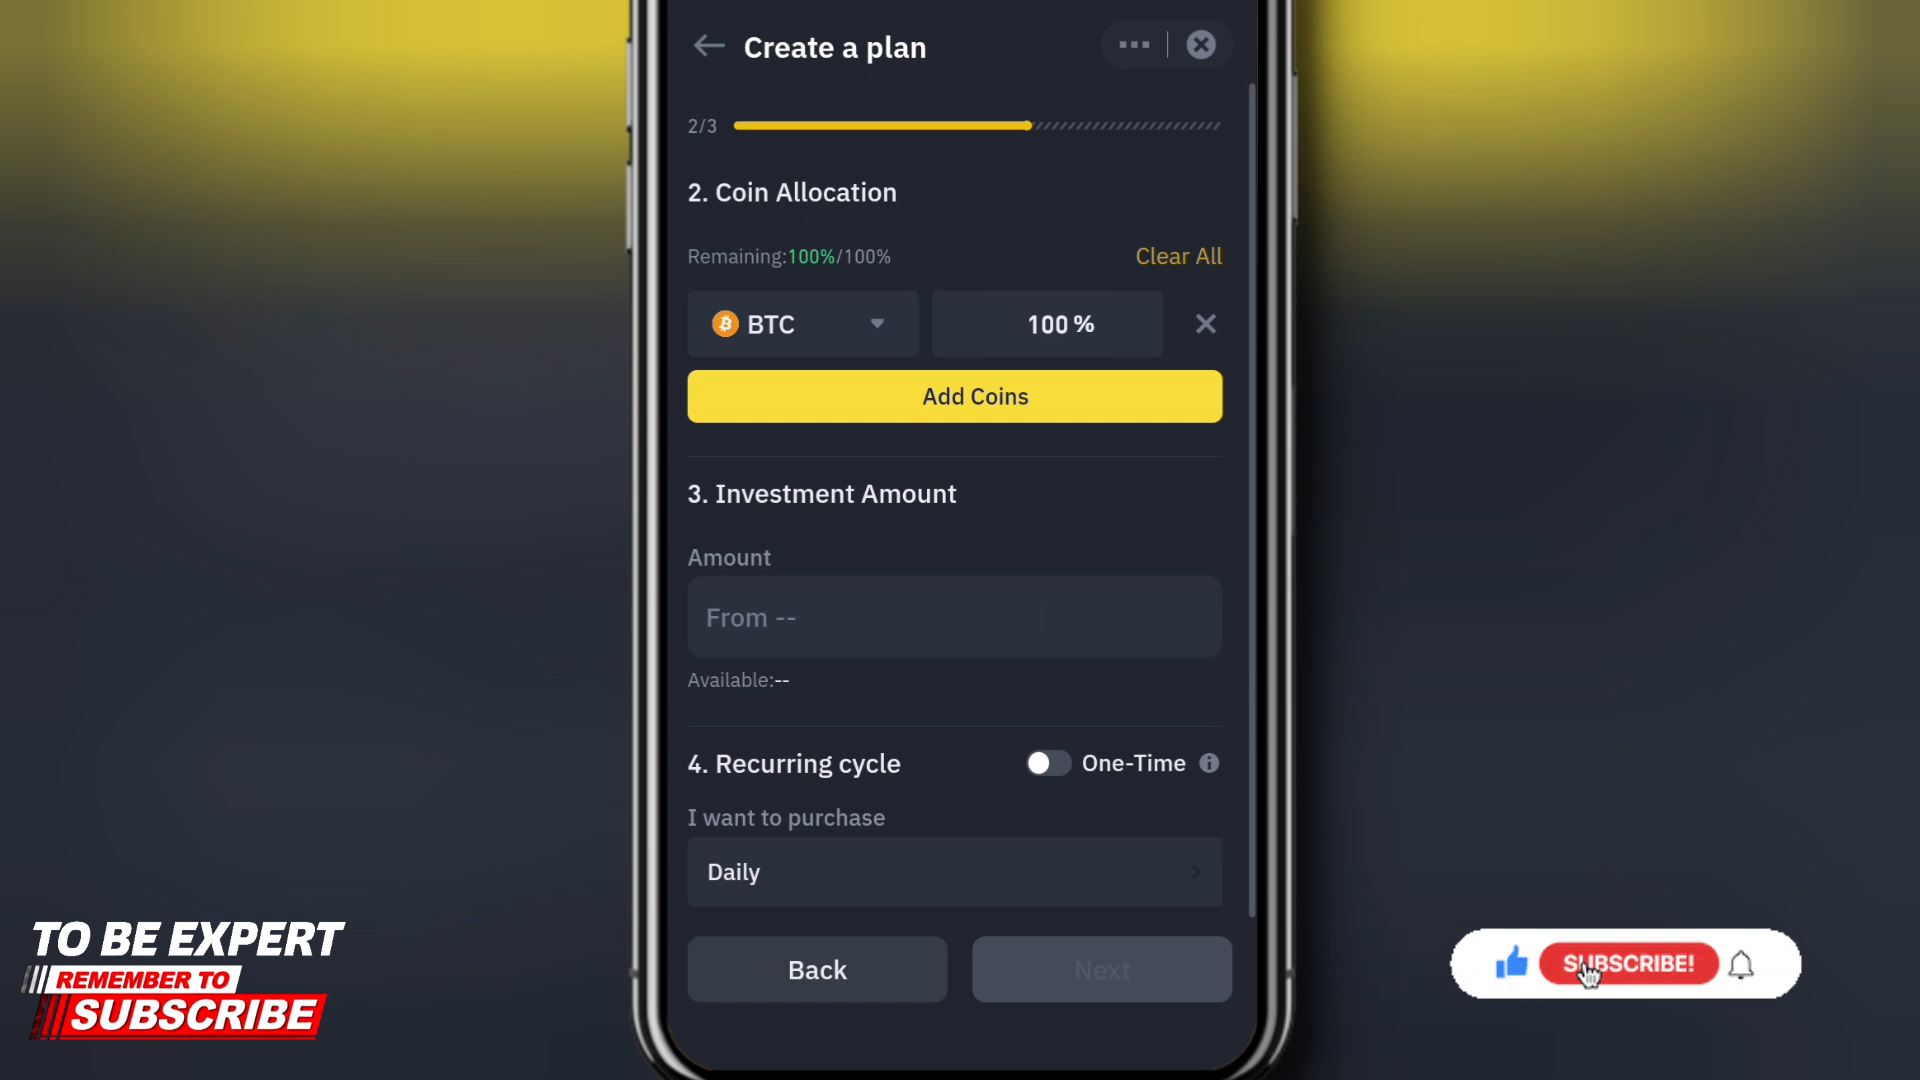 Create a plan
2/3
2. Coin Allocation
Remaining:100%/100%
Clear All
BTC
100 %
Add Coins
3. Investment Amount
Amount
From --
Available:--
4. Recurring cycle
One-Time
I want to purchase
Daily
Back
Next
TO BE EXPERT
REMEMBER TO
SUBSCRIBE
SUBSCRIBE!